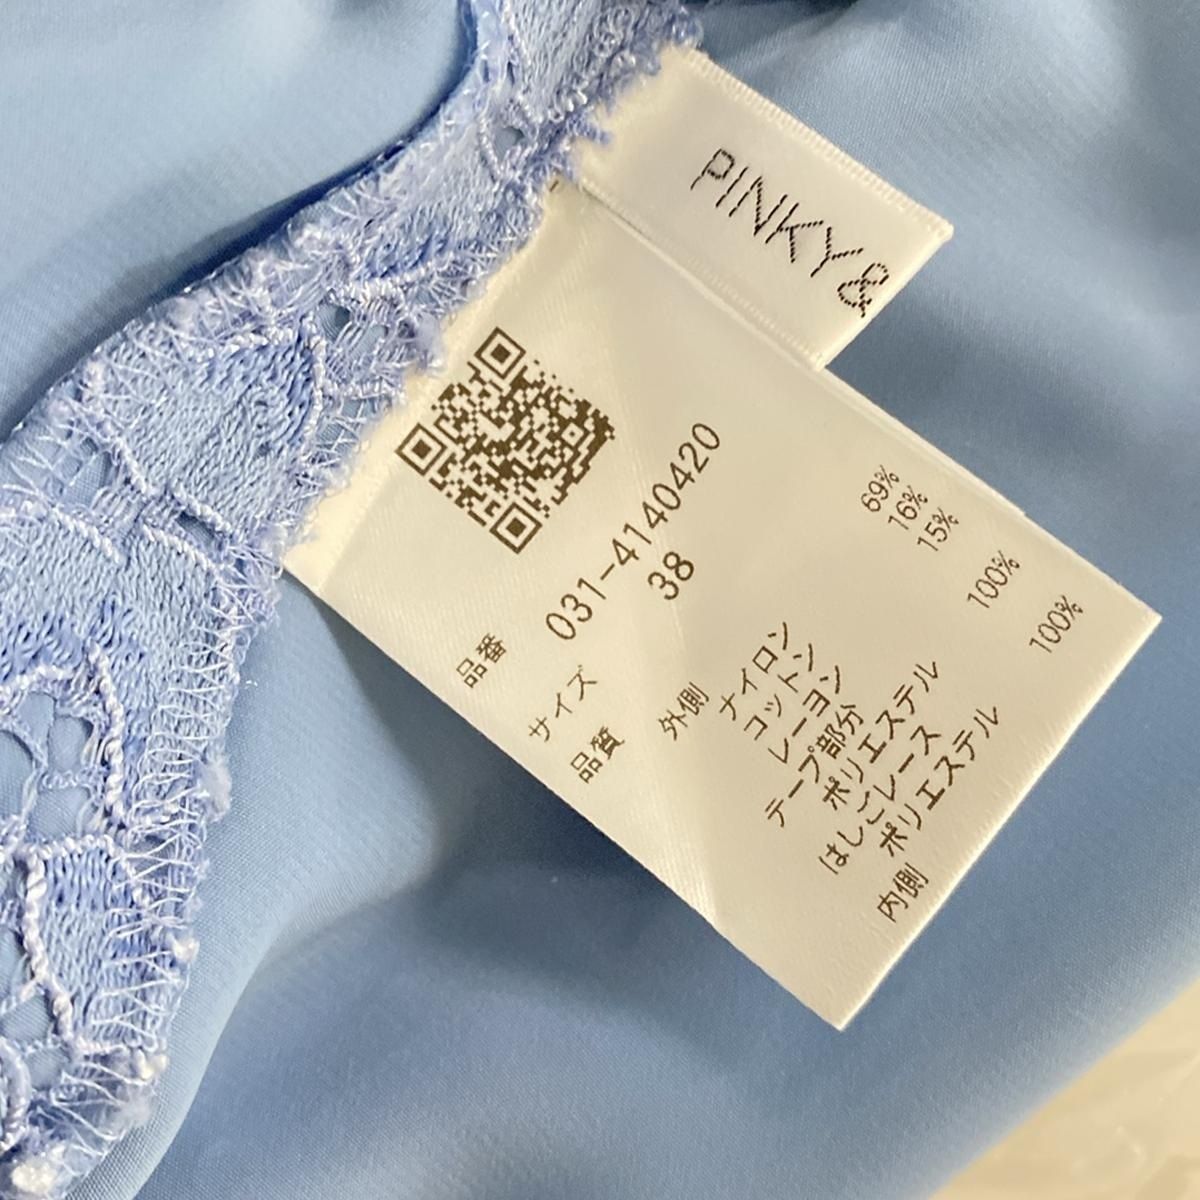 PINKY &
品番 031-4140420
サイズ 38
品質
外側
ナイロン 69%
コットン 16%
レーヨン 15%
テープ部分
ポリエステル 100%
はしごレース
ポリエステル 100%
内側